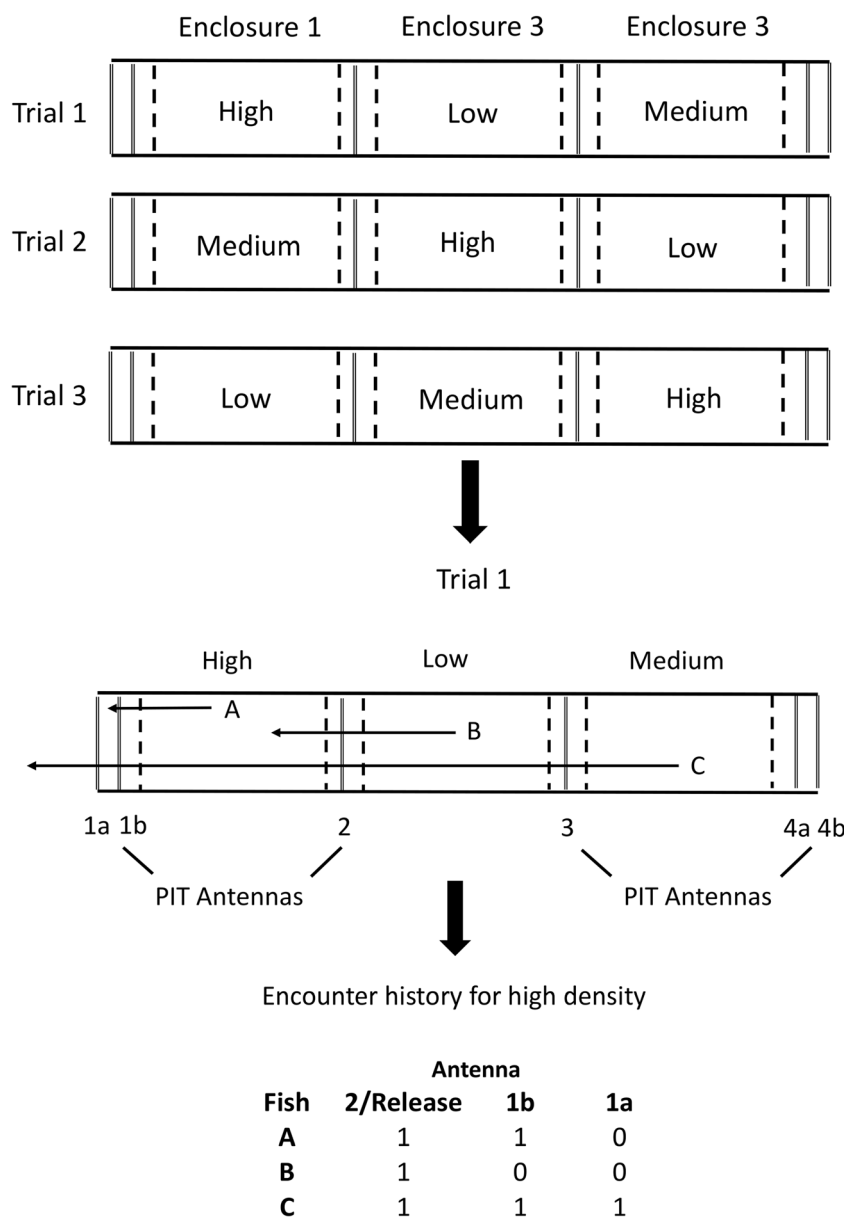 Enclosure 1 Enclosure 3 Enclosure 3
Trial 1 High Low Medium
Trial 2 Medium High Low
Trial 3 Low Medium High
Trial 1
High Low Medium
A
B
C
1a 1b 2 3 4a 4b
PIT Antennas PIT Antennas
Encounter history for high density
Antenna
Fish 2/Release 1b 1a
A 1 1 0
B 1 0 0
C 1 1 1